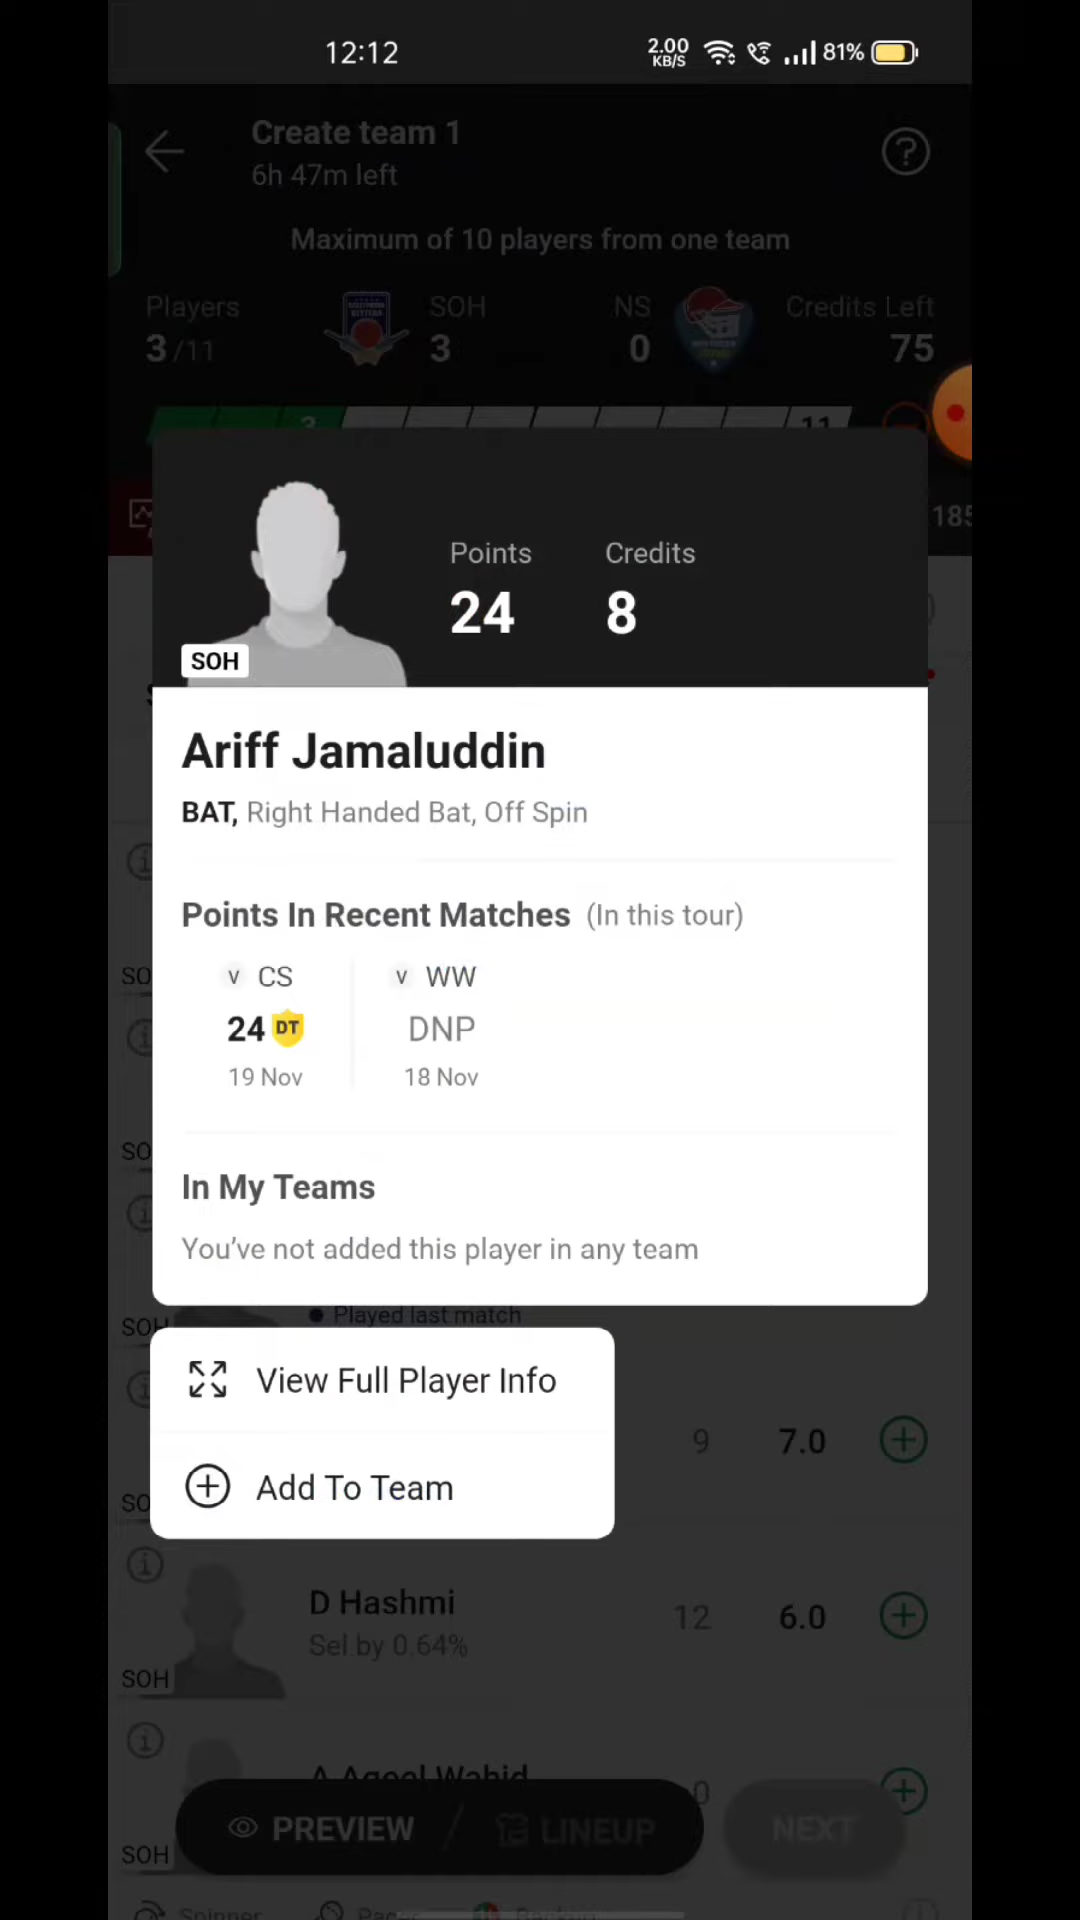 12:12
2.00 KB/S
81%
Create team 1
6h 47m left
Maximum of 10 players from one team
Players
SOH
NS
Credits Left
3/11
3
0
75
3
11
185
Points
Credits
24
8
SOH
Ariff Jamaluddin
BAT, Right Handed Bat, Off Spin
Points In Recent Matches (In this tour)
v CS
v WW
24 DT
DNP
19 Nov
18 Nov
In My Teams
You've not added this player in any team
SO
SO
Played last match
SOH
View Full Player Info
9
7.0
Add To Team
SO
D Hashmi
12
6.0
Sel.by 0.64%
SOH
A Aqeel Wahid
0
PREVIEW / LINEUP
NEXT
SOH
Spinner